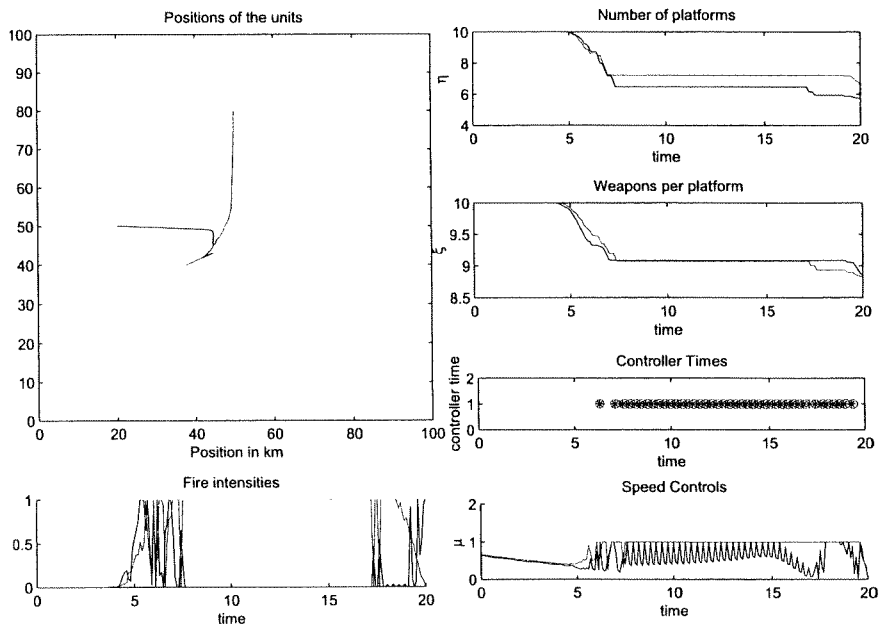 Positions of the units
100
90
80
70
60
50
40
30
20
10
0
0 20 40 60 80 100
Position in km
Number of platforms
10
8
6
4
η
0 5 10 15 20
time
Weapons per platform
10
9.5
9
8.5
ξ
0 5 10 15 20
time
Controller Times
2
1
0
controller time
0 5 10 15 20
time
Fire intensities
1
0.5
0
0 5 10 15 20
time
Speed Controls
2
1
0
μ
0 5 10 15 20
time